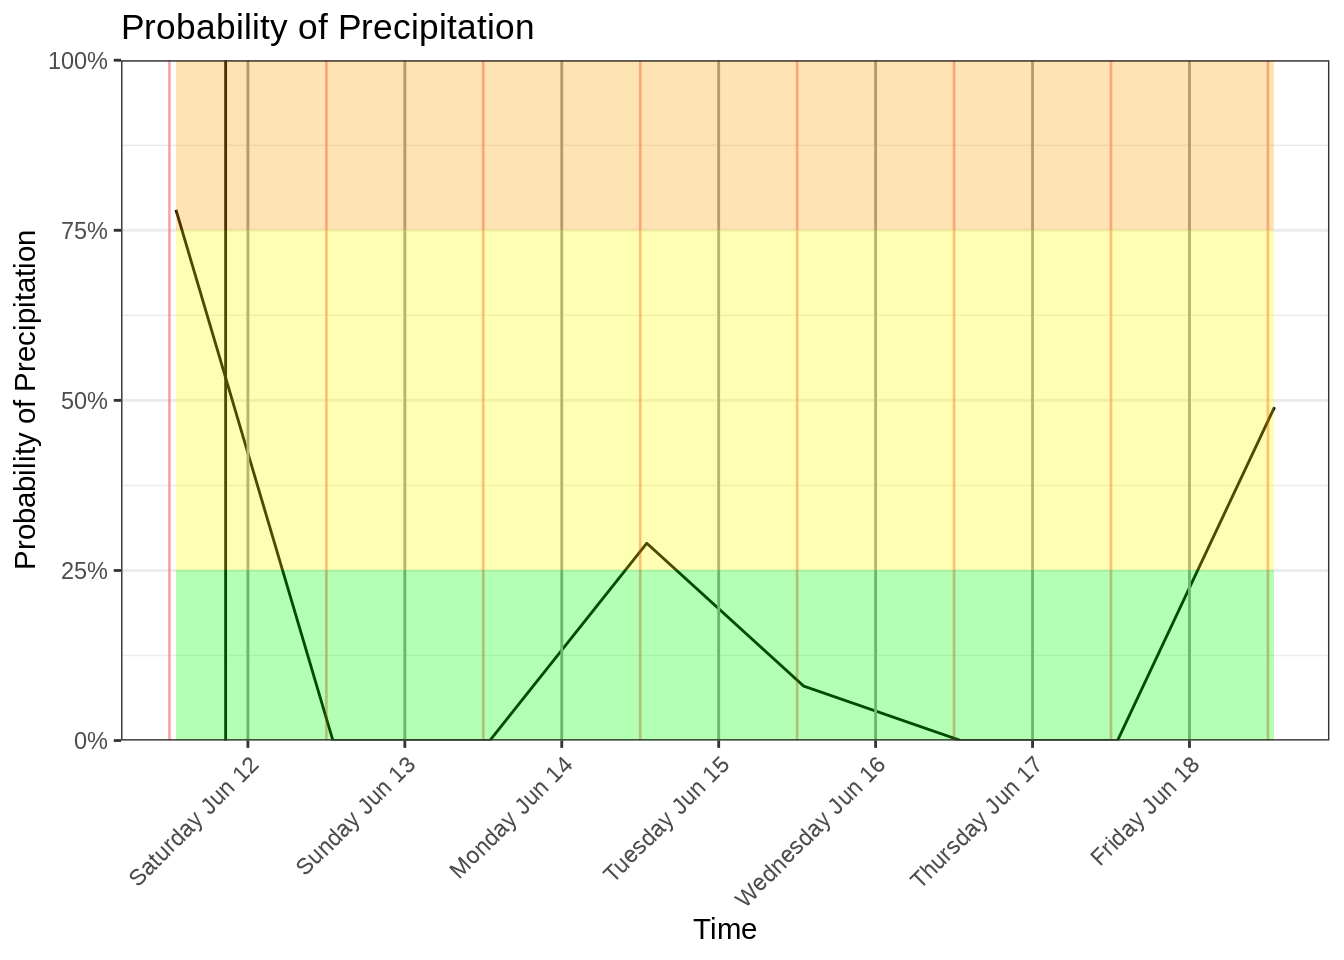 Probability of Precipitation
Probability of Precipitation
100%
75%
50%
25%
0%
Saturday Jun 12
Sunday Jun 13
Monday Jun 14
Tuesday Jun 15
Wednesday Jun 16
Thursday Jun 17
Friday Jun 18
Time